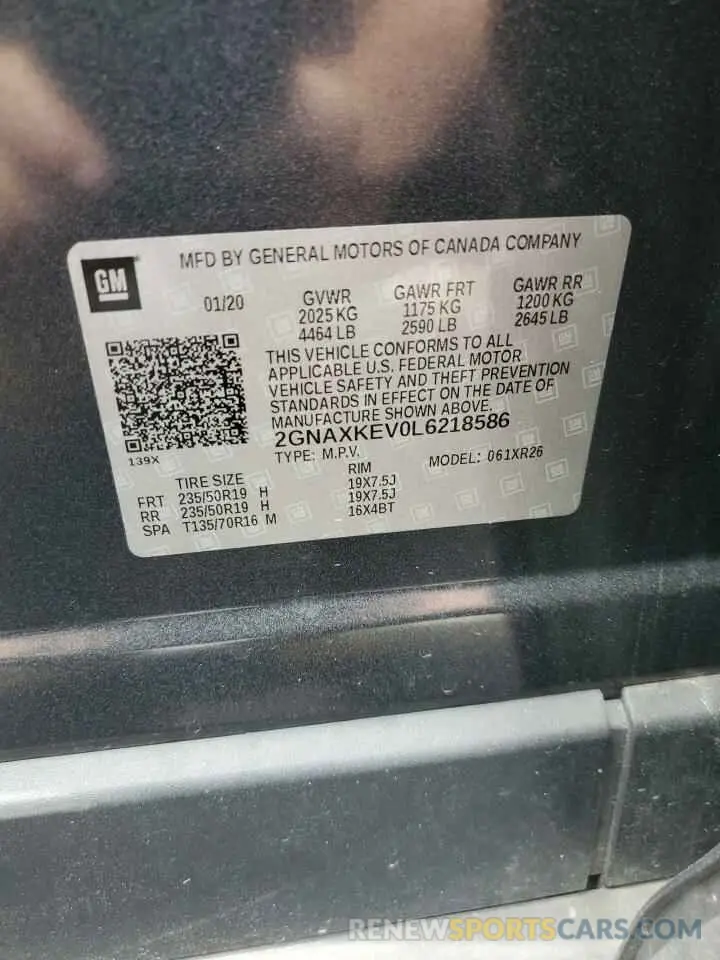 GM
MFD BY GENERAL MOTORS OF CANADA COMPANY
01/20 GVWR GAWR FRT GAWR RR
2025 KG 1175 KG 1200 KG
4464 LB 2590 LB 2645 LB
THIS VEHICLE CONFORMS TO ALL
APPLICABLE U.S. FEDERAL MOTOR
VEHICLE SAFETY AND THEFT PREVENTION
STANDARDS IN EFFECT ON THE DATE OF
MANUFACTURE SHOWN ABOVE.
2GNAXKEV0L6218586
139X TYPE: M.P.V. MODEL: 061XR26
TIRE SIZE RIM
FRT 235/50R19 H 19X7.5J
RR 235/50R19 H 19X7.5J
SPA T135/70R16 M 16X4BT
RENEWSPORTSCARS.COM